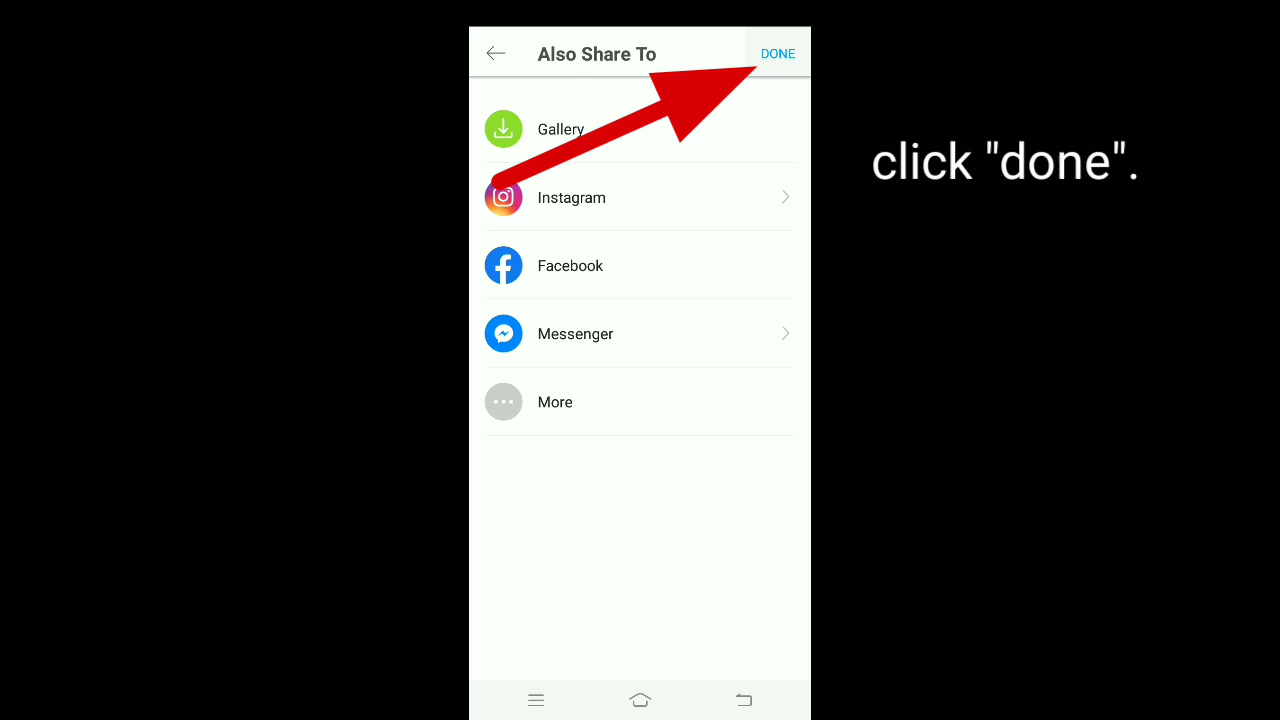 Also Share To
DONE
Gallery
Instagram
Facebook
Messenger
More
click "done".